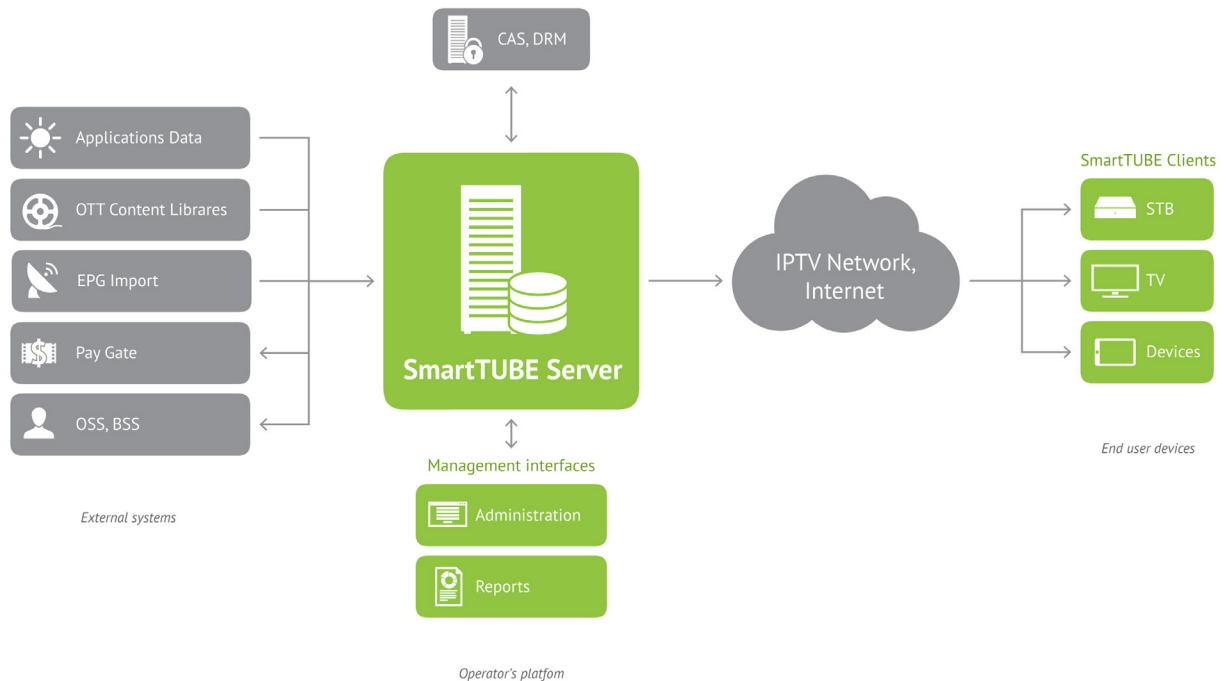 CAS, DRM
Applications Data
OTT Content Librares
EPG Import
Pay Gate
OSS, BSS
External systems
SmartTUBE Server
Management interfaces
Administration
Reports
Operator's platfom
IPTV Network,
Internet
SmartTUBE Clients
STB
TV
Devices
End user devices